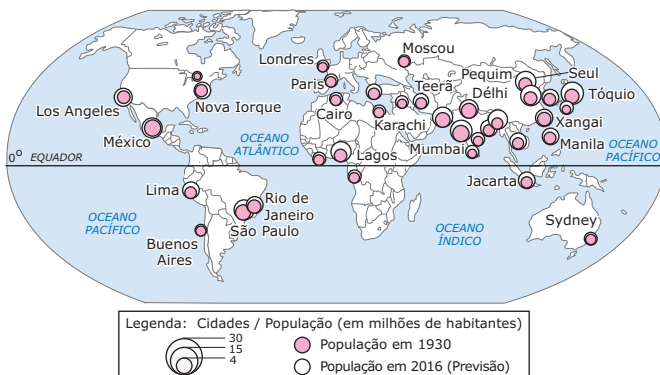 Moscou
Londres
Pequim
Seul
Paris
Teerã
Délhi
Tóquio
Los Angeles
Nova Iorque
Cairo
Karachi
Xangai
México
OCEANO
ATLÂNTICO
Mumbai
Manila
OCEANO
PACÍFICO
0º EQUADOR
Lagos
Lima
Rio de
Janeiro
Jacarta
OCEANO
PACÍFICO
São Paulo
OCEANO
ÍNDICO
Sydney
Buenos
Aires
Legenda: Cidades / População (em milhões de habitantes)
30
15
4
População em 1930
População em 2016 (Previsão)